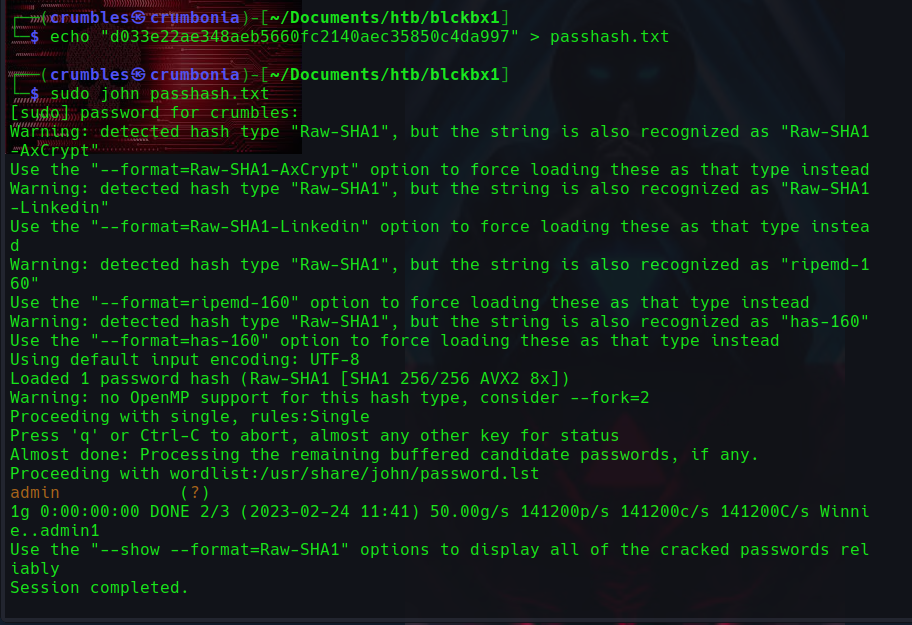 ┌──(crumbles㉿crumbonia)-[~/Documents/htb/blckbx1]
└─$ echo "d033e22ae348aeb5660fc2140aec35850c4da997" > passhash.txt
┌──(crumbles㉿crumbonia)-[~/Documents/htb/blckbx1]
└─$ sudo john passhash.txt
[sudo] password for crumbles:
Warning: detected hash type "Raw-SHA1", but the string is also recognized as "Raw-SHA1
-AxCrypt"
Use the "--format=Raw-SHA1-AxCrypt" option to force loading these as that type instead
Warning: detected hash type "Raw-SHA1", but the string is also recognized as "Raw-SHA1
-Linkedin"
Use the "--format=Raw-SHA1-Linkedin" option to force loading these as that type instea
d
Warning: detected hash type "Raw-SHA1", but the string is also recognized as "ripemd-1
60"
Use the "--format=ripemd-160" option to force loading these as that type instead
Warning: detected hash type "Raw-SHA1", but the string is also recognized as "has-160"
Use the "--format=has-160" option to force loading these as that type instead
Using default input encoding: UTF-8
Loaded 1 password hash (Raw-SHA1 [SHA1 256/256 AVX2 8x])
Warning: no OpenMP support for this hash type, consider --fork=2
Proceeding with single, rules:Single
Press 'q' or Ctrl-C to abort, almost any other key for status
Almost done: Processing the remaining buffered candidate passwords, if any.
Proceeding with wordlist:/usr/share/john/password.lst
admin            (?)
1g 0:00:00:00 DONE 2/3 (2023-02-24 11:41) 50.00g/s 141200p/s 141200c/s 141200C/s Winni
e..admin1
Use the "--show --format=Raw-SHA1" options to display all of the cracked passwords rel
iably
Session completed.